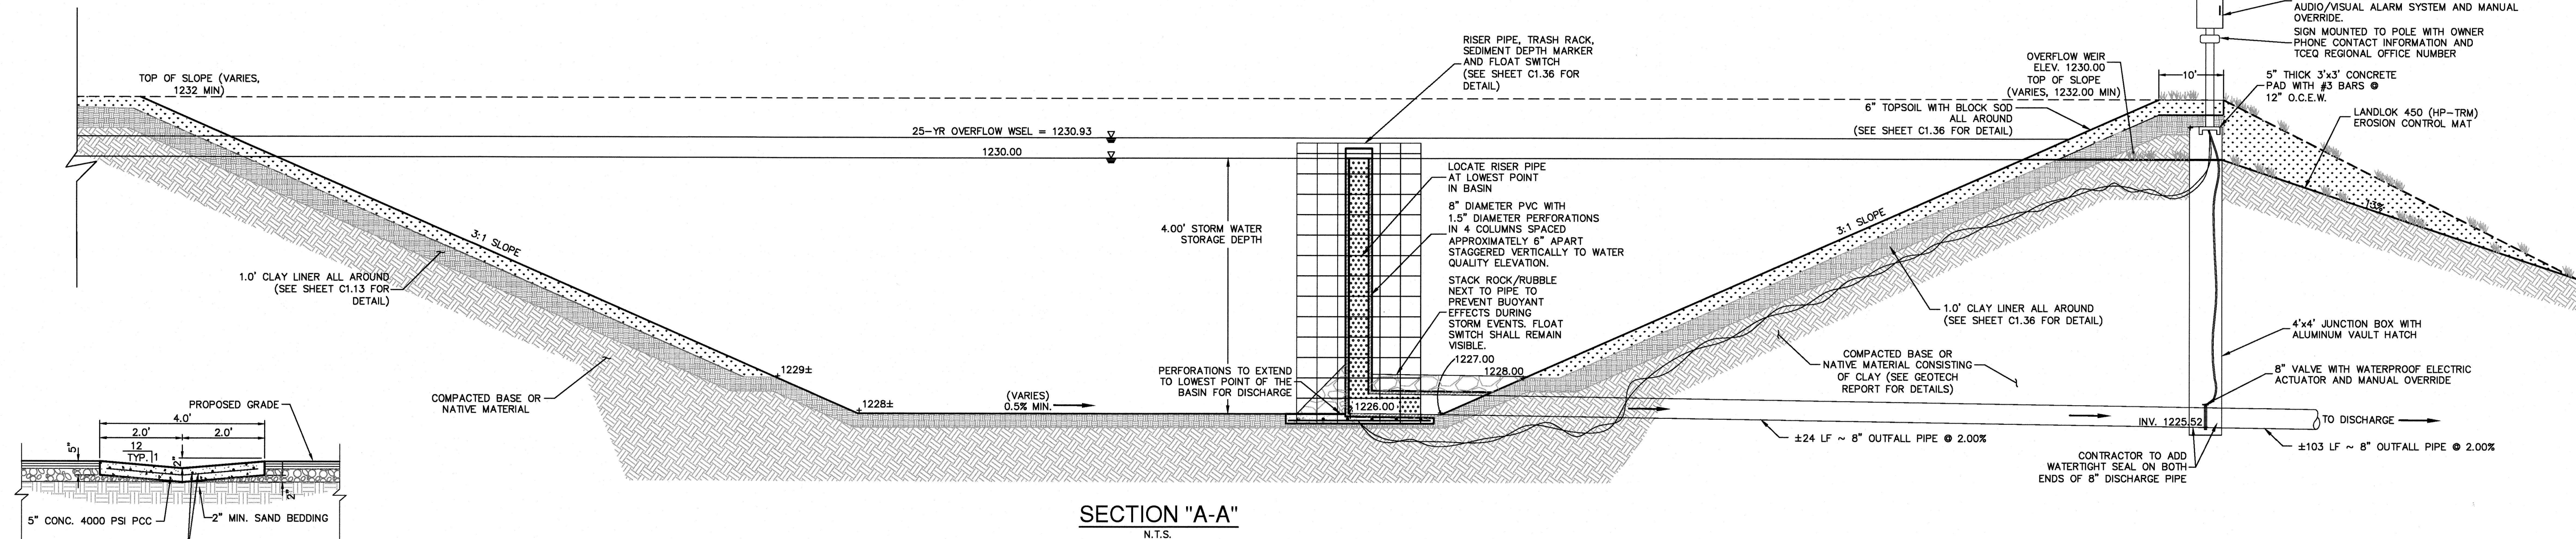 TOP OF SLOPE (VARIES,
1232 MIN)
25-YR OVERFLOW WSEL = 1230.93
1230.00
RISER PIPE, TRASH RACK,
SEDIMENT DEPTH MARKER
AND FLOAT SWITCH
(SEE SHEET C1.36 FOR
DETAIL)
OVERFLOW WEIR
ELEV. 1230.00
TOP OF SLOPE
(VARIES, 1232.00 MIN)
6" TOPSOIL WITH BLOCK SOD
ALL AROUND
(SEE SHEET C1.36 FOR DETAIL)
10'
AUDIO/VISUAL ALARM SYSTEM AND MANUAL
OVERRIDE.
SIGN MOUNTED TO POLE WITH OWNER
PHONE CONTACT INFORMATION AND
TCEQ REGIONAL OFFICE NUMBER
5" THICK 3'x3' CONCRETE
PAD WITH #3 BARS @
12" O.C.E.W.
LANDLOK 450 (HP-TRM)
EROSION CONTROL MAT
13%
3:1 SLOPE
1.0' CLAY LINER ALL AROUND
(SEE SHEET C1.13 FOR
DETAIL)
4.00' STORM WATER
STORAGE DEPTH
LOCATE RISER PIPE
AT LOWEST POINT
IN BASIN
8" DIAMETER PVC WITH
1.5" DIAMETER PERFORATIONS
IN 4 COLUMNS SPACED
APPROXIMATELY 6" APART
STAGGERED VERTICALLY TO WATER
QUALITY ELEVATION.
STACK ROCK/RUBBLE
NEXT TO PIPE TO
PREVENT BUOYANT
EFFECTS DURING
STORM EVENTS. FLOAT
SWITCH SHALL REMAIN
VISIBLE.
1227.00
1228.00
3:1 SLOPE
1.0' CLAY LINER ALL AROUND
(SEE SHEET C1.36 FOR DETAIL)
COMPACTED BASE OR
NATIVE MATERIAL CONSISTING
OF CLAY (SEE GEOTECH
REPORT FOR DETAILS)
4'x4' JUNCTION BOX WITH
ALUMINUM VAULT HATCH
8" VALVE WITH WATERPROOF ELECTRIC
ACTUATOR AND MANUAL OVERRIDE
COMPACTED BASE OR
NATIVE MATERIAL
1229±
1228±
(VARIES)
0.5% MIN.
PERFORATIONS TO EXTEND
TO LOWEST POINT OF THE
BASIN FOR DISCHARGE
1226.00
INV. 1225.52
TO DISCHARGE
±24 LF ~ 8" OUTFALL PIPE @ 2.00%
±103 LF ~ 8" OUTFALL PIPE @ 2.00%
CONTRACTOR TO ADD
WATERTIGHT SEAL ON BOTH
ENDS OF 8" DISCHARGE PIPE
PROPOSED GRADE
4.0'
2.0'
2.0'
12
TYP.
1
5"
2"
2"
5" CONC. 4000 PSI PCC
2" MIN. SAND BEDDING
SECTION "A-A"
N.T.S.